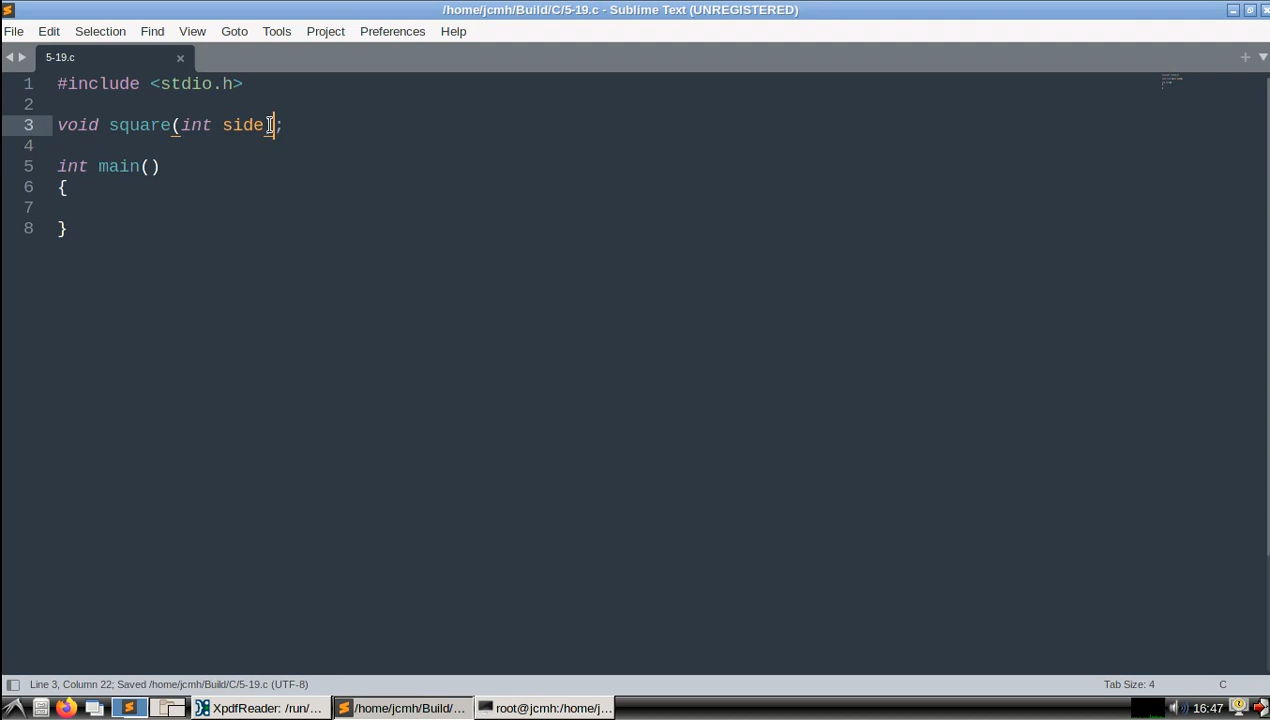 /home/jcmh/Build/C/5-19.c - Sublime Text (UNREGISTERED)
File Edit Selection Find View Goto Tools Project Preferences Help
5-19.c
1 #include <stdio.h>
2
3 void square(int side);
4
5 int main()
6 {
7
8 }
Line 3, Column 22; Saved /home/jcmh/Build/C/5-19.c (UTF-8) Tab Size: 4 C
XpdfReader: /run/... /home/jcmh/Build/... root@jcmh:/home/j... 16:47